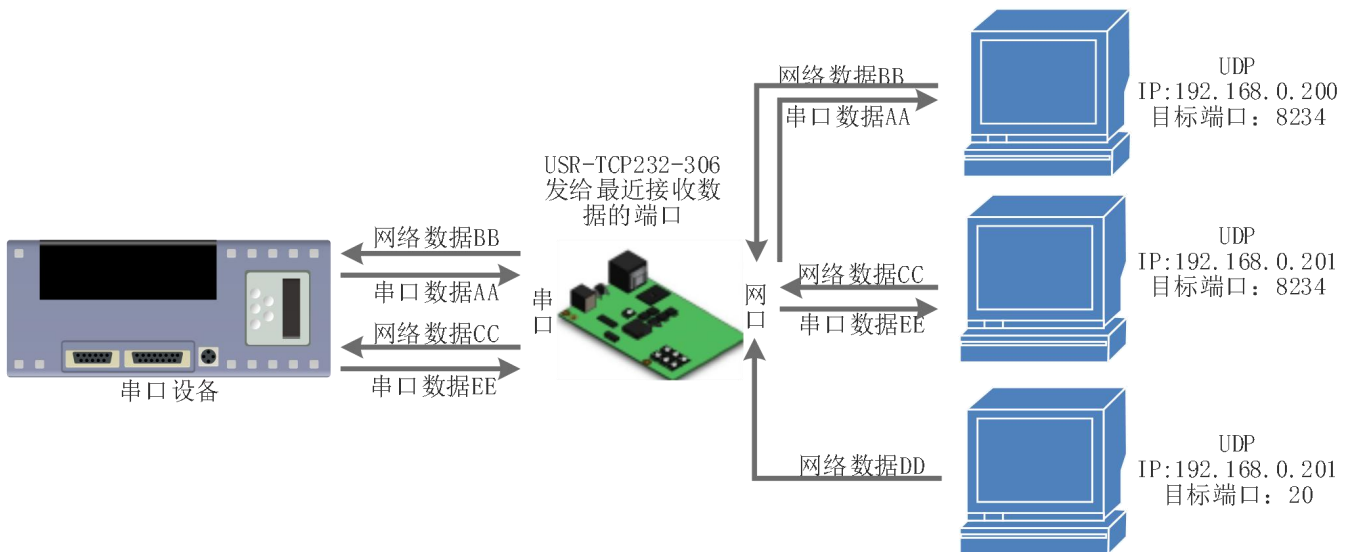 网络数据BB
串口数据AA
UDP
IP:192.168.0.200
目标端口：8234
USR-TCP232-306
发给最近接收数
据的端口
网络数据BB
串口数据AA
网络数据CC
串口数据EE
串口设备
串口
网口
网络数据CC
串口数据EE
UDP
IP:192.168.0.201
目标端口：8234
网络数据DD
UDP
IP:192.168.0.201
目标端口：20